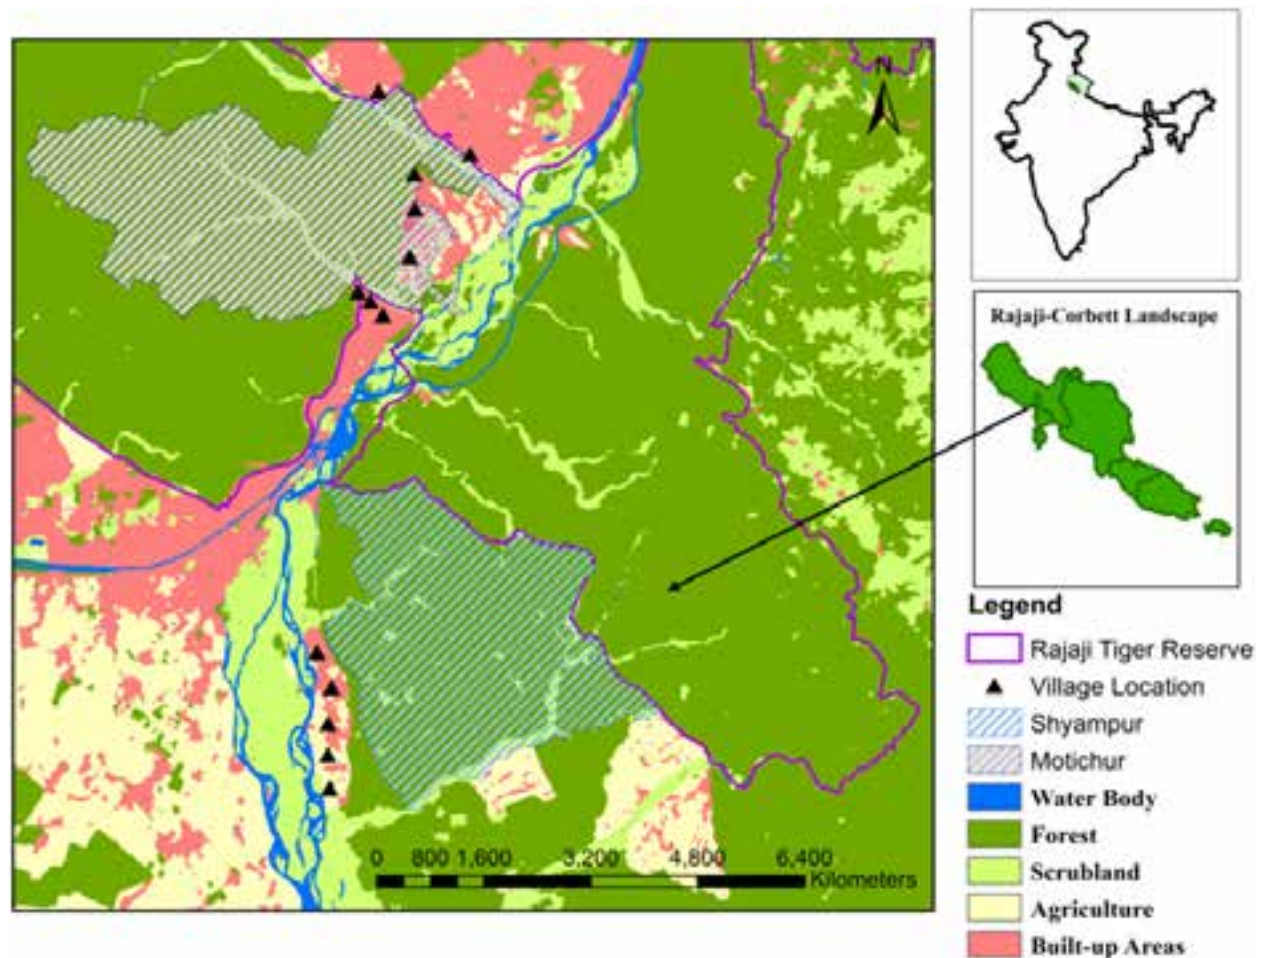 N
Rajaji-Corbett Landscape
Legend
Rajaji Tiger Reserve
Village Location
Shyampur
Motichur
Water Body
Forest
Scrubland
Agriculture
Built-up Areas
0 800 1,600 3,200 4,800 6,400
Kilometers